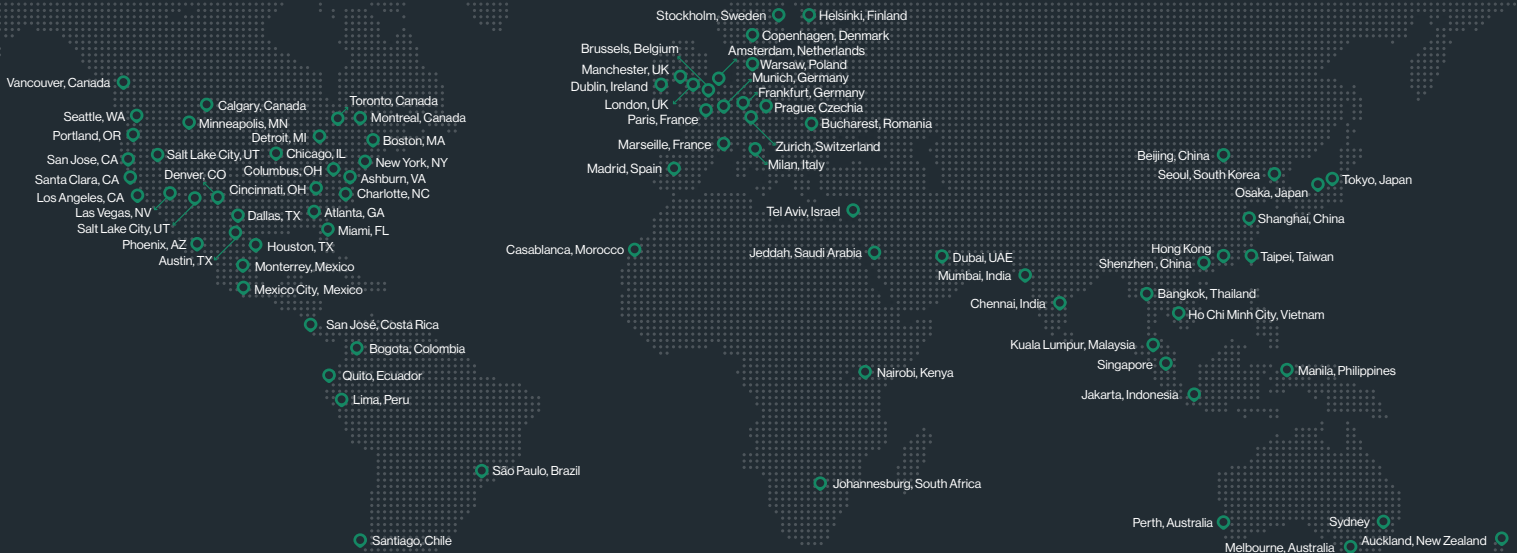 Stockholm, Sweden
Helsinki, Finland
Copenhagen, Denmark
Brussels, Belgium
Amsterdam, Netherlands
Warsaw, Poland
Manchester, UK
Munich, Germany
Vancouver, Canada
Dublin, Ireland
Frankfurt, Germany
Toronto, Canada
London, UK
Calgary, Canada
Prague, Czechia
Seattle, WA
Montreal, Canada
Paris, France
Minneapolis, MN
Bucharest, Romania
Portland, OR
Detroit, MI
Boston, MA
Marseille, France
Zurich, Switzerland
San Jose, CA
Salt Lake City, UT
Chicago, IL
Beijing, China
New York, NY
Milan, Italy
Madrid, Spain
Columbus, OH
Denver, CO
Seoul, South Korea
Santa Clara, CA
Ashburn, VA
Tokyo, Japan
Cincinnati, OH
Osaka, Japan
Los Angeles, CA
Charlotte, NC
Las Vegas, NV
Dallas, TX
Atlanta, GA
Tel Aviv, Israel
Shanghai, China
Salt Lake City, UT
Miami, FL
Phoenix, AZ
Houston, TX
Casablanca, Morocco
Jeddah, Saudi Arabia
Hong Kong
Dubai, UAE
Taipei, Taiwan
Austin, TX
Shenzhen , China
Monterrey, Mexico
Mumbai, India
Mexico City, Mexico
Bangkok, Thailand
Chennai, India
Ho Chi Minh City, Vietnam
San José, Costa Rica
Kuala Lumpur, Malaysia
Bogota, Colombia
Singapore
Manila, Philippines
Nairobi, Kenya
Quito, Ecuador
Jakarta, Indonesia
Lima, Peru
São Paulo, Brazil
Johannesburg, South Africa
Perth, Australia
Sydney
Santiago, Chile
Auckland, New Zealand
Melbourne, Australia